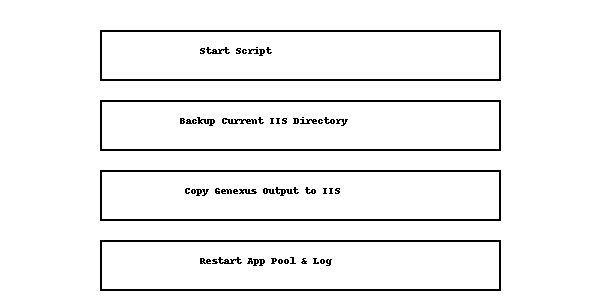 Start Script
Backup Current IIS Directory
Copy Genexus Output to IIS
Restart App Pool & Log